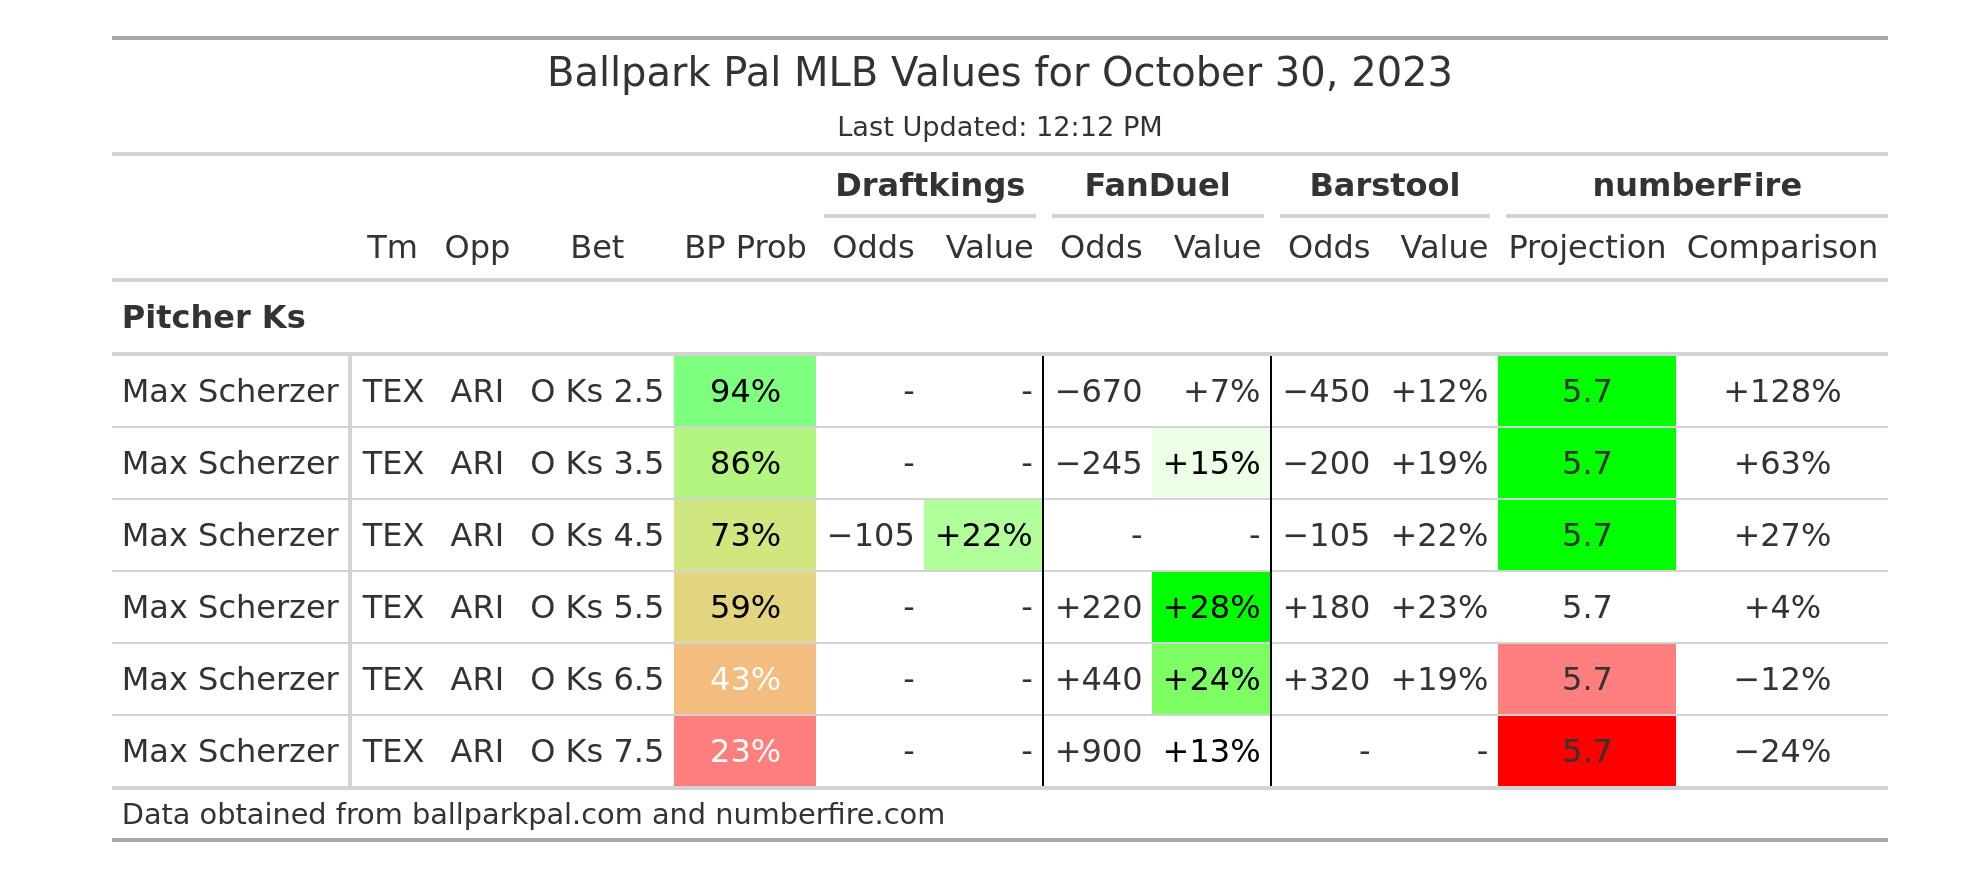 Ballpark Pal MLB Values for October 30, 2023
Last Updated: 12:12 PM
Draftkings FanDuel Barstool numberFire
Tm Opp Bet BP Prob Odds Value Odds Value Odds Value Projection Comparison
Pitcher Ks
Max Scherzer TEX ARI O Ks 2.5 94% - - −670 +7% −450 +12% 5.7 +128%
Max Scherzer TEX ARI O Ks 3.5 86% - - −245 +15% −200 +19% 5.7 +63%
Max Scherzer TEX ARI O Ks 4.5 73% −105 +22% - - −105 +22% 5.7 +27%
Max Scherzer TEX ARI O Ks 5.5 59% - - +220 +28% +180 +23% 5.7 +4%
Max Scherzer TEX ARI O Ks 6.5 43% - - +440 +24% +320 +19% 5.7 −12%
Max Scherzer TEX ARI O Ks 7.5 23% - - +900 +13% - - 5.7 −24%
Data obtained from ballparkpal.com and numberfire.com